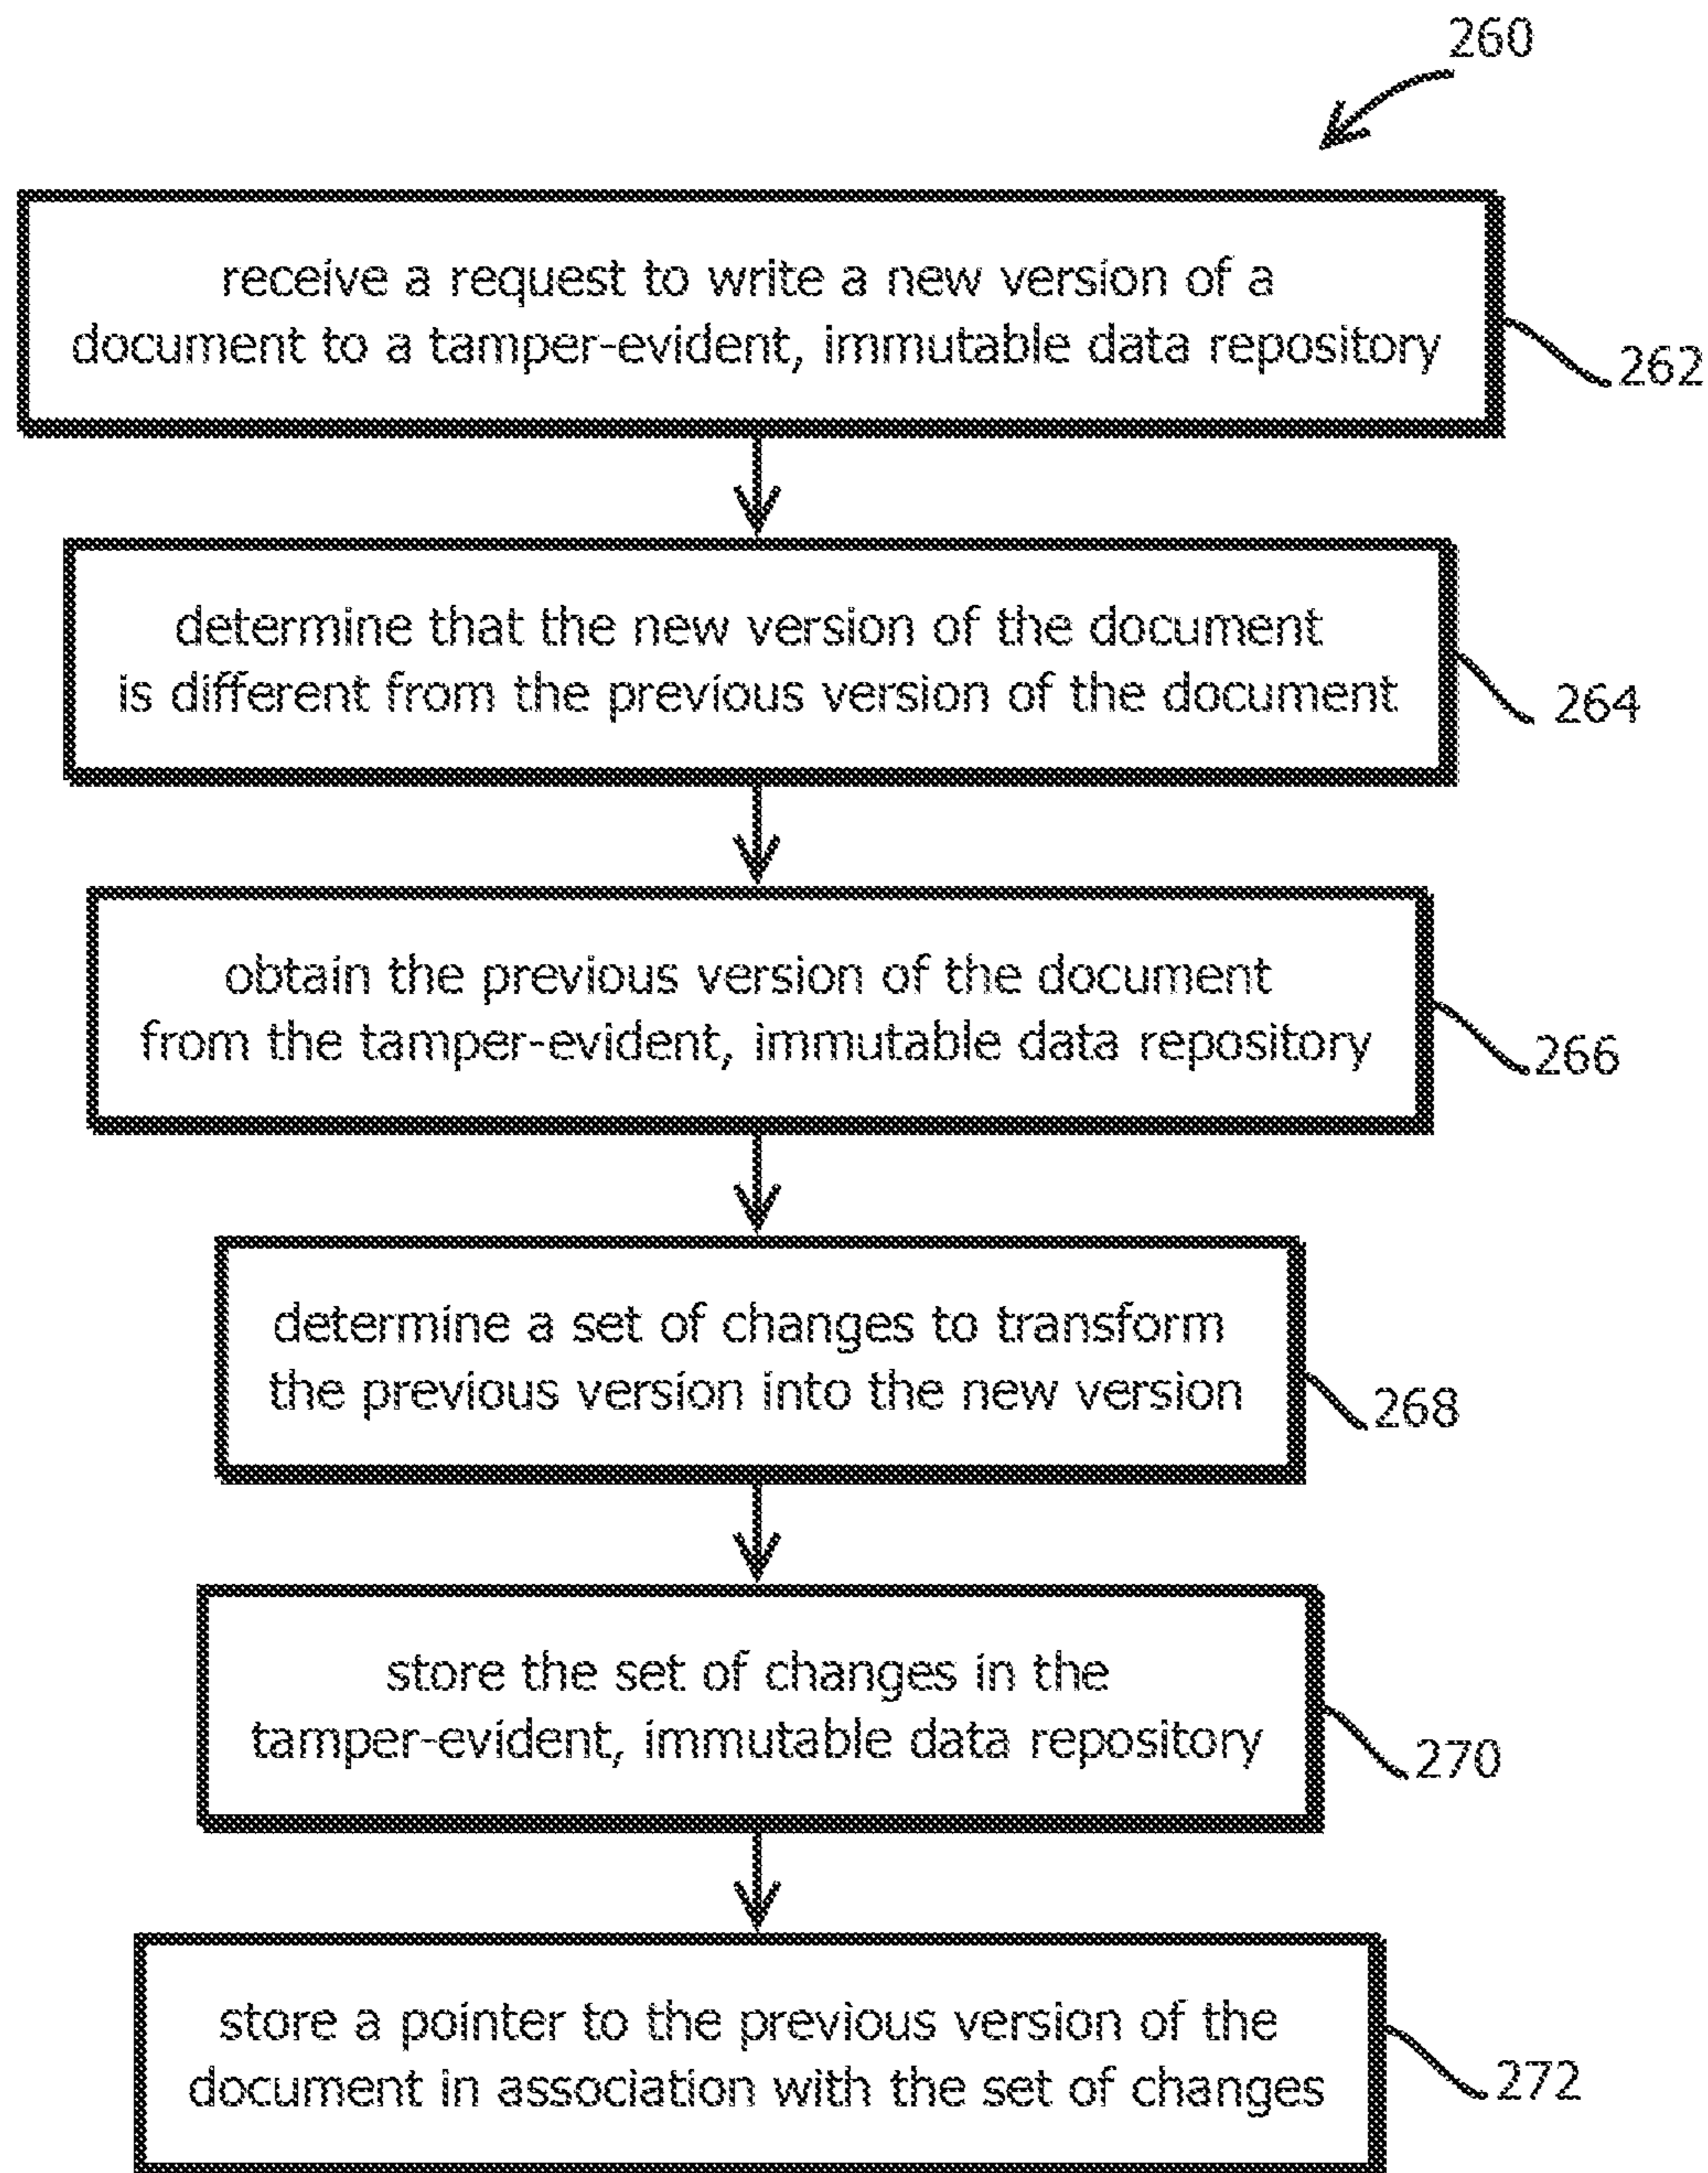 260
receive a request to write a new version of a
document to a tamper-evident, immutable data repository
262
determine that the new version of the document
is different from the previous version of the document
264
obtain the previous version of the document
from the tamper-evident, immutable data repository
266
determine a set of changes to transform
the previous version into the new version
268
store the set of changes in the
tamper-evident, immutable data repository
270
store a pointer to the previous version of the
document in association with the set of changes
272